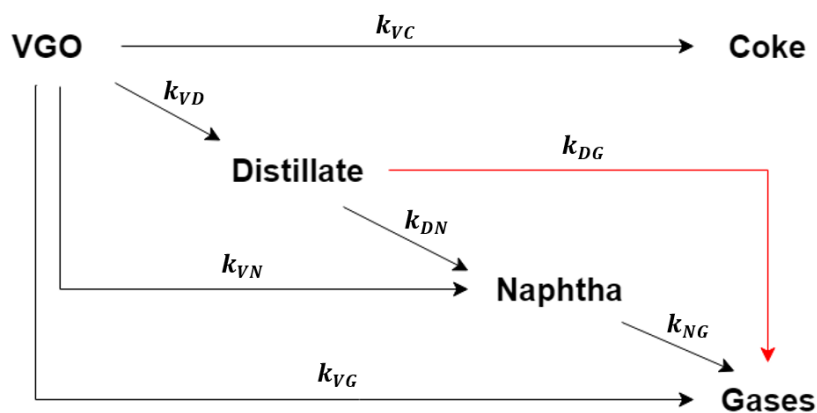 VGO
k_VC
Coke
k_VD
Distillate
k_DG
k_DN
k_VN
Naphtha
k_NG
k_VG
Gases